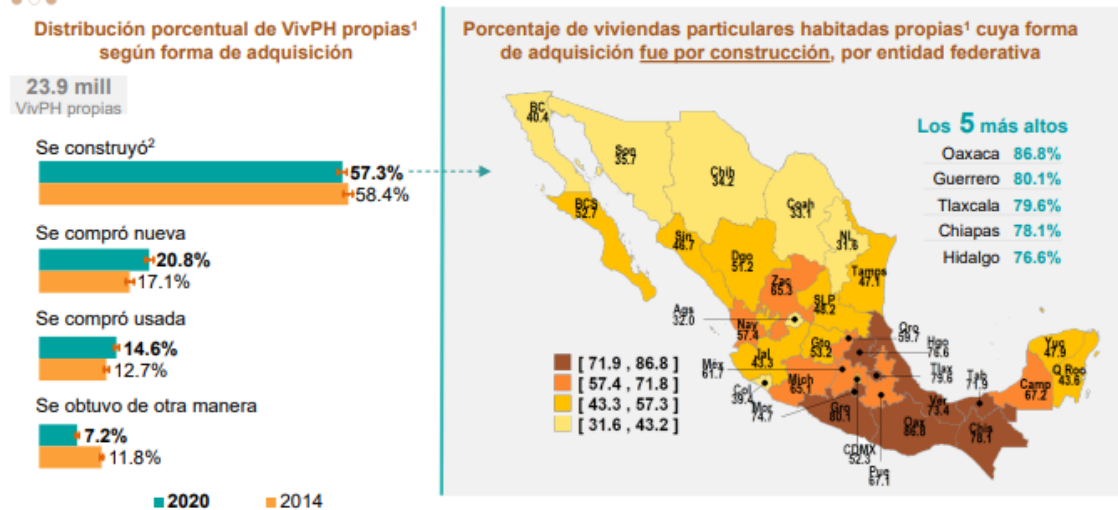 Distribución porcentual de VivPH propias¹
según forma de adquisición
23.9 mill
VivPH propias
Se construyó²
57.3%
58.4%
Se compró nueva
20.8%
17.1%
Se compró usada
14.6%
12.7%
Se obtuvo de otra manera
7.2%
11.8%
2020
2014
Porcentaje de viviendas particulares habitadas propias¹ cuya forma
de adquisición fue por construcción, por entidad federativa
Los 5 más altos
Oaxaca 86.8%
Guerrero 80.1%
Tlaxcala 79.6%
Chiapas 78.1%
Hidalgo 76.6%
BC
40.4
Son
35.7
Chih
34.2
Coah
33.1
BCS
52.7
Sin
46.7
Dgo
51.2
NL
31.6
Tamps
47.1
Zac
65.3
SLP
48.2
Ags
32.0
Nay
57.4
Jal
43.3
Gto
53.2
Qro
59.7
Hgo
76.6
Méx
61.7
Col
39.4
Mich
65.1
Mor
74.7
Gro
80.1
Tlax
79.6
Tab
71.9
Ver
73.4
Oax
86.8
Chis
78.1
CDMX
52.3
Pue
67.1
Camp
67.2
Yuc
47.9
Q Roo
43.6
[ 71.9 , 86.8 ]
[ 57.4 , 71.8 ]
[ 43.3 , 57.3 ]
[ 31.6 , 43.2 ]